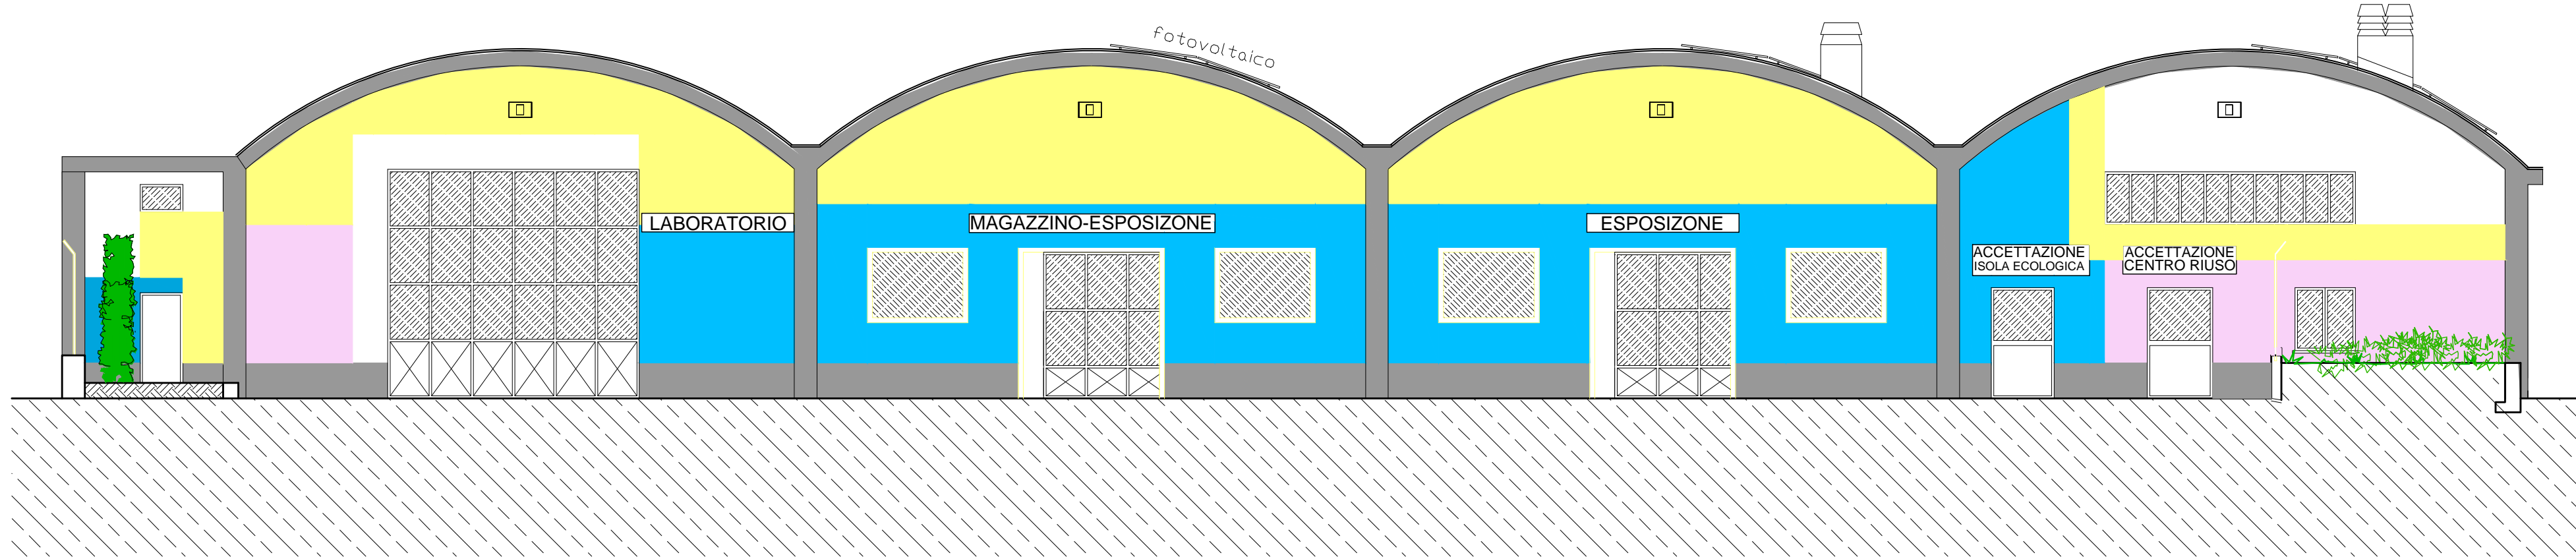 fotovoltaico
LABORATORIO
MAGAZZINO-ESPOSIZONE
ESPOSIZONE
ACCETTAZIONE
ISOLA ECOLOGICA
ACCETTAZIONE
CENTRO RIUSO